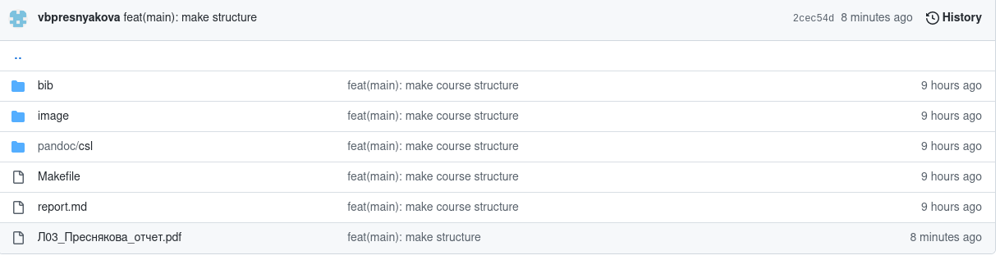 vbpresnyakova feat(main): make structure 2cec54d 8 minutes ago History
..
bib feat(main): make course structure 9 hours ago
image feat(main): make course structure 9 hours ago
pandoc/csl feat(main): make course structure 9 hours ago
Makefile feat(main): make course structure 9 hours ago
report.md feat(main): make course structure 9 hours ago
Л03_Преснякова_отчет.pdf feat(main): make structure 8 minutes ago